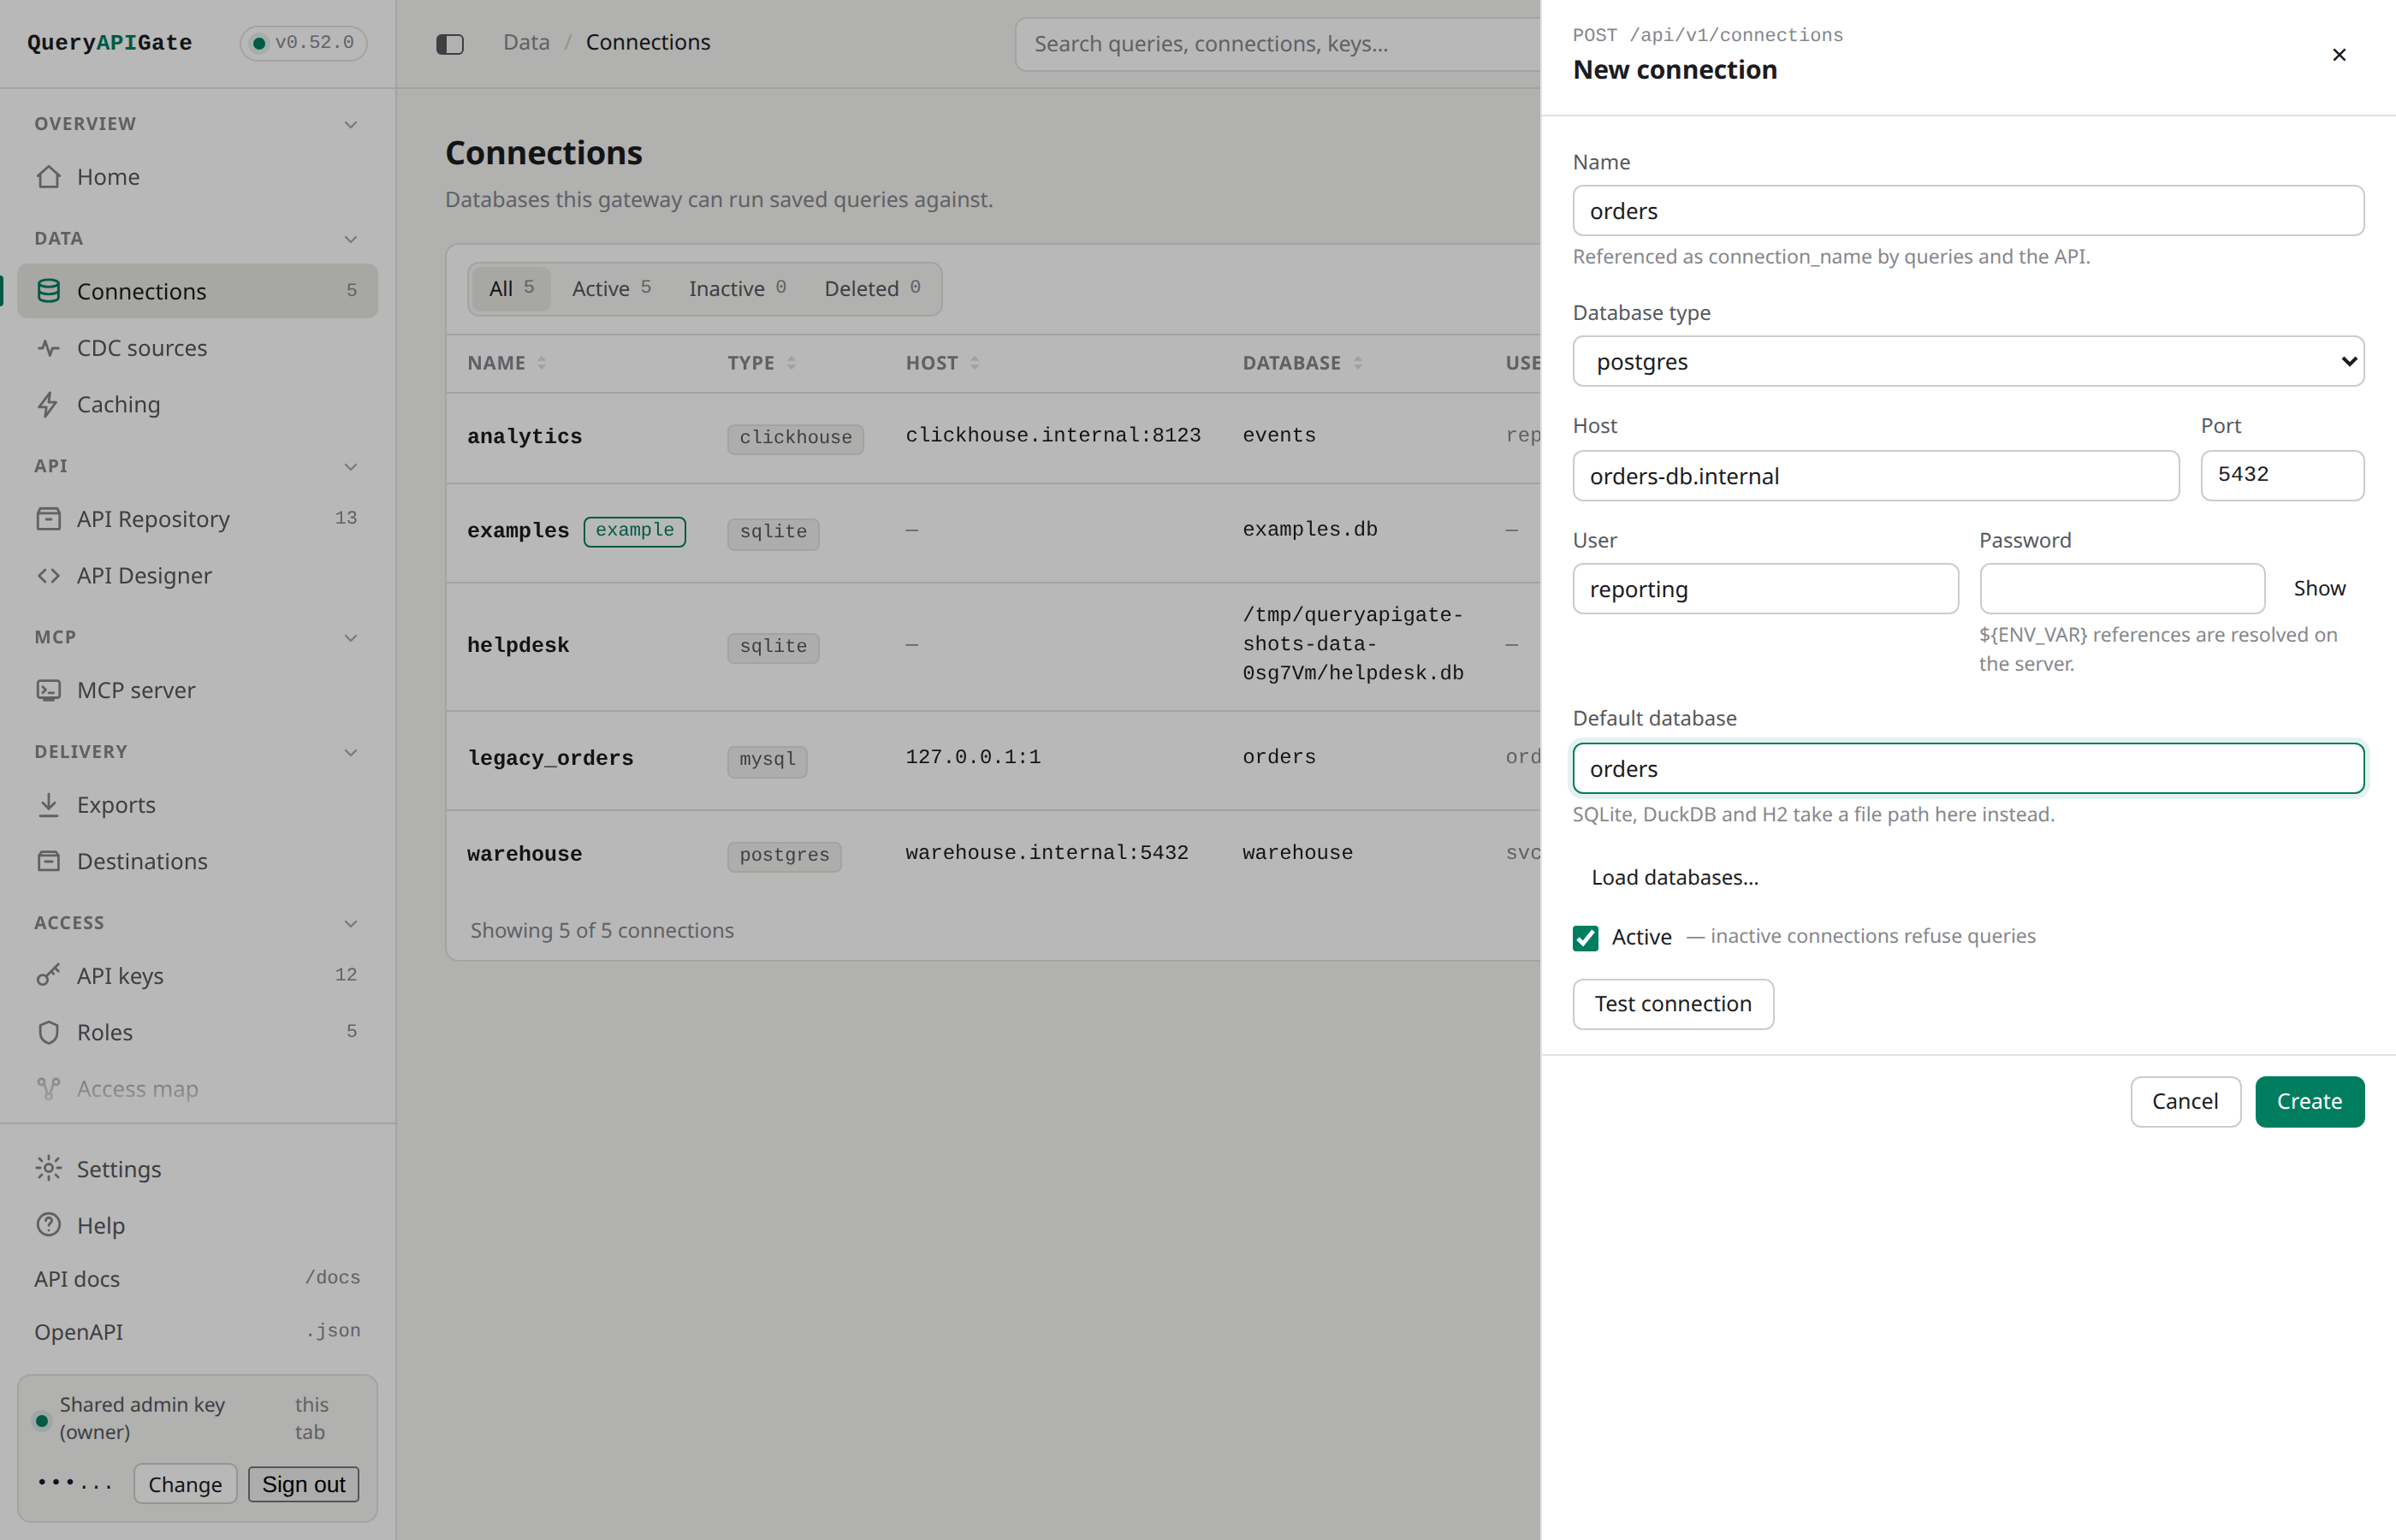 QueryAPIGate
v0.52.0
OVERVIEW
Home
DATA
Connections 5
CDC sources
Caching
API
API Repository 13
API Designer
MCP
MCP server
DELIVERY
Exports
Destinations
ACCESS
API keys 12
Roles 5
Access map
Settings
Help
API docs /docs
OpenAPI .json
Shared admin key this
(owner) tab
•••... Change Sign out
Data / Connections
Search queries, connections, keys...
Connections
Databases this gateway can run saved queries against.
All 5 Active 5 Inactive 0 Deleted 0
NAME TYPE HOST DATABASE USE
analytics clickhouse clickhouse.internal:8123 events rep
examples example sqlite — examples.db —
helpdesk sqlite — /tmp/queryapigate-
shots-data-
0sg7Vm/helpdesk.db —
legacy_orders mysql 127.0.0.1:1 orders ord
warehouse postgres warehouse.internal:5432 warehouse svc
Showing 5 of 5 connections
POST /api/v1/connections
New connection
×
Name
orders
Referenced as connection_name by queries and the API.
Database type
postgres
Host Port
orders-db.internal 5432
User Password
reporting Show
${ENV_VAR} references are resolved on
the server.
Default database
orders
SQLite, DuckDB and H2 take a file path here instead.
Load databases...
Active — inactive connections refuse queries
Test connection
Cancel Create